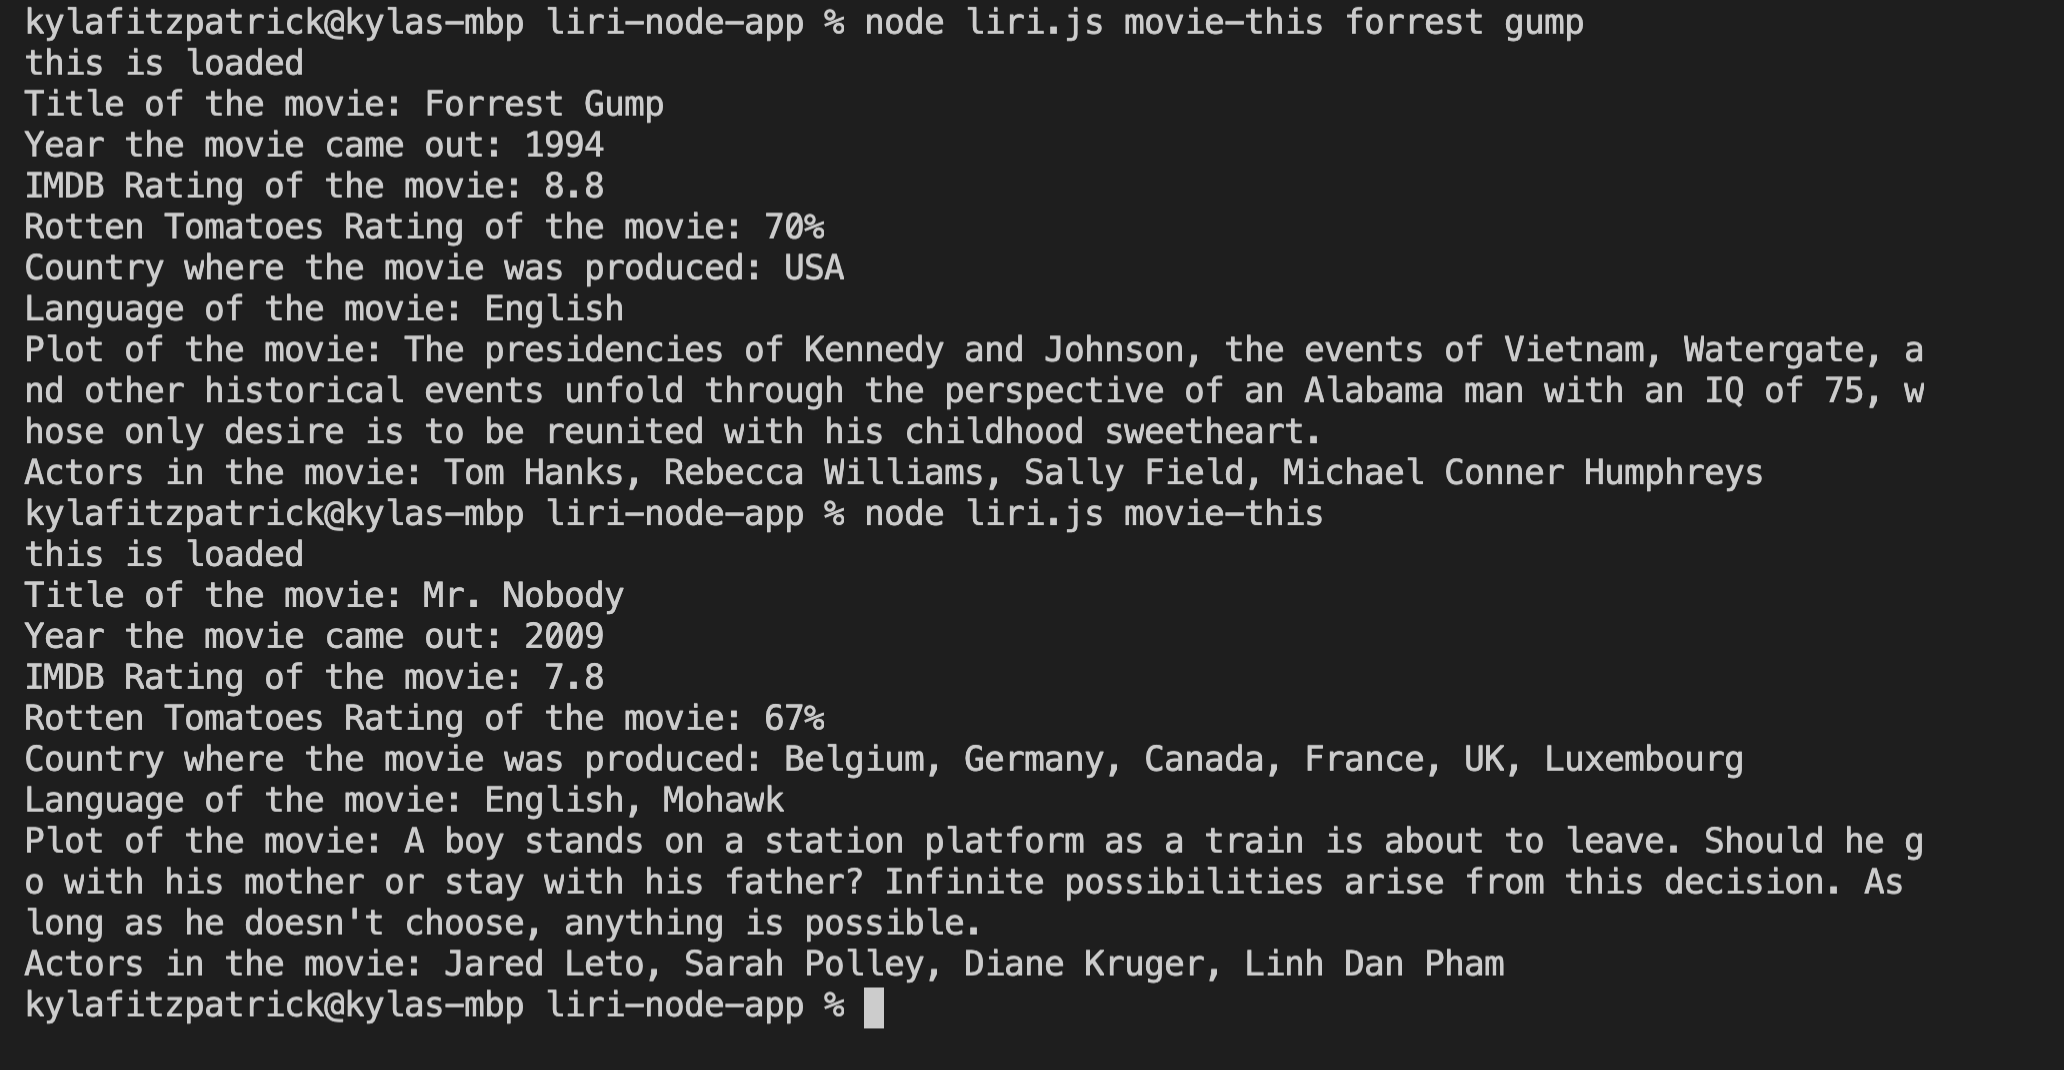 kylafitzpatrick@kylas-mbp liri-node-app % node liri.js movie-this forrest gump
this is loaded
Title of the movie: Forrest Gump
Year the movie came out: 1994
IMDB Rating of the movie: 8.8
Rotten Tomatoes Rating of the movie: 70%
Country where the movie was produced: USA
Language of the movie: English
Plot of the movie: The presidencies of Kennedy and Johnson, the events of Vietnam, Watergate, a
nd other historical events unfold through the perspective of an Alabama man with an IQ of 75, w
hose only desire is to be reunited with his childhood sweetheart.
Actors in the movie: Tom Hanks, Rebecca Williams, Sally Field, Michael Conner Humphreys
kylafitzpatrick@kylas-mbp liri-node-app % node liri.js movie-this
this is loaded
Title of the movie: Mr. Nobody
Year the movie came out: 2009
IMDB Rating of the movie: 7.8
Rotten Tomatoes Rating of the movie: 67%
Country where the movie was produced: Belgium, Germany, Canada, France, UK, Luxembourg
Language of the movie: English, Mohawk
Plot of the movie: A boy stands on a station platform as a train is about to leave. Should he g
o with his mother or stay with his father? Infinite possibilities arise from this decision. As
long as he doesn't choose, anything is possible.
Actors in the movie: Jared Leto, Sarah Polley, Diane Kruger, Linh Dan Pham
kylafitzpatrick@kylas-mbp liri-node-app %